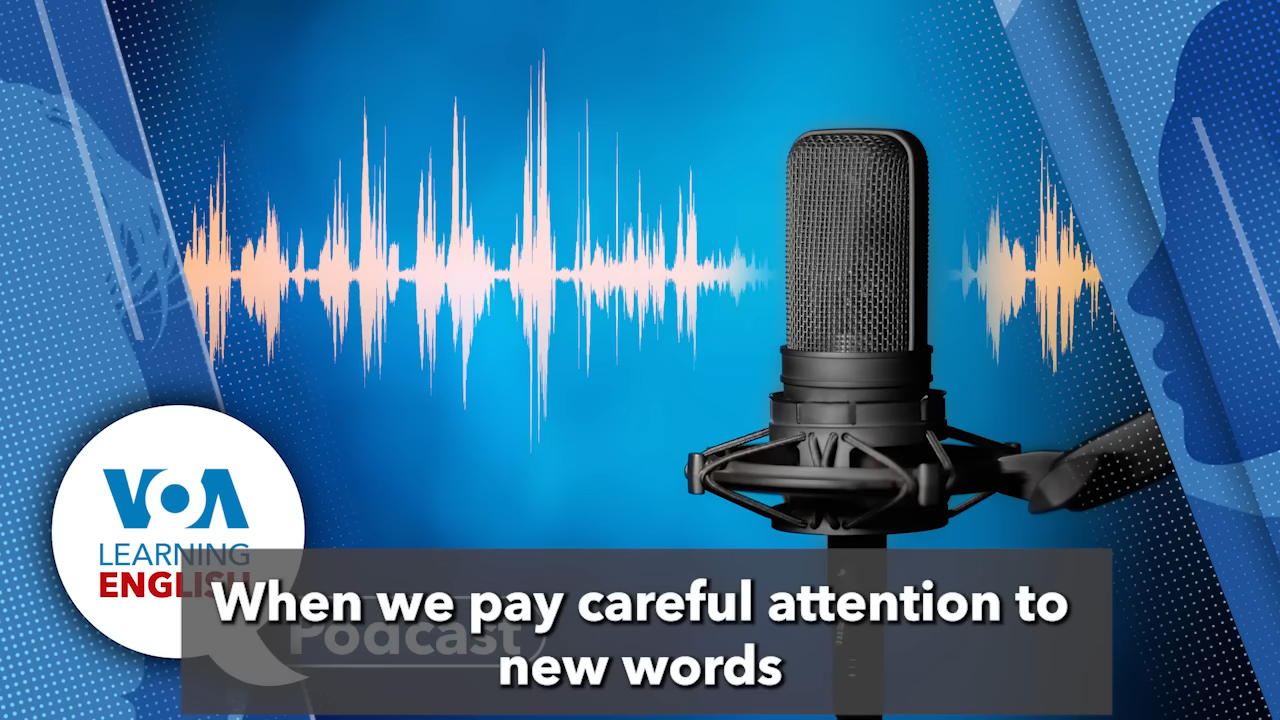 VOA
LEARNING
ENGLISH
Podcast
When we pay careful attention to
new words